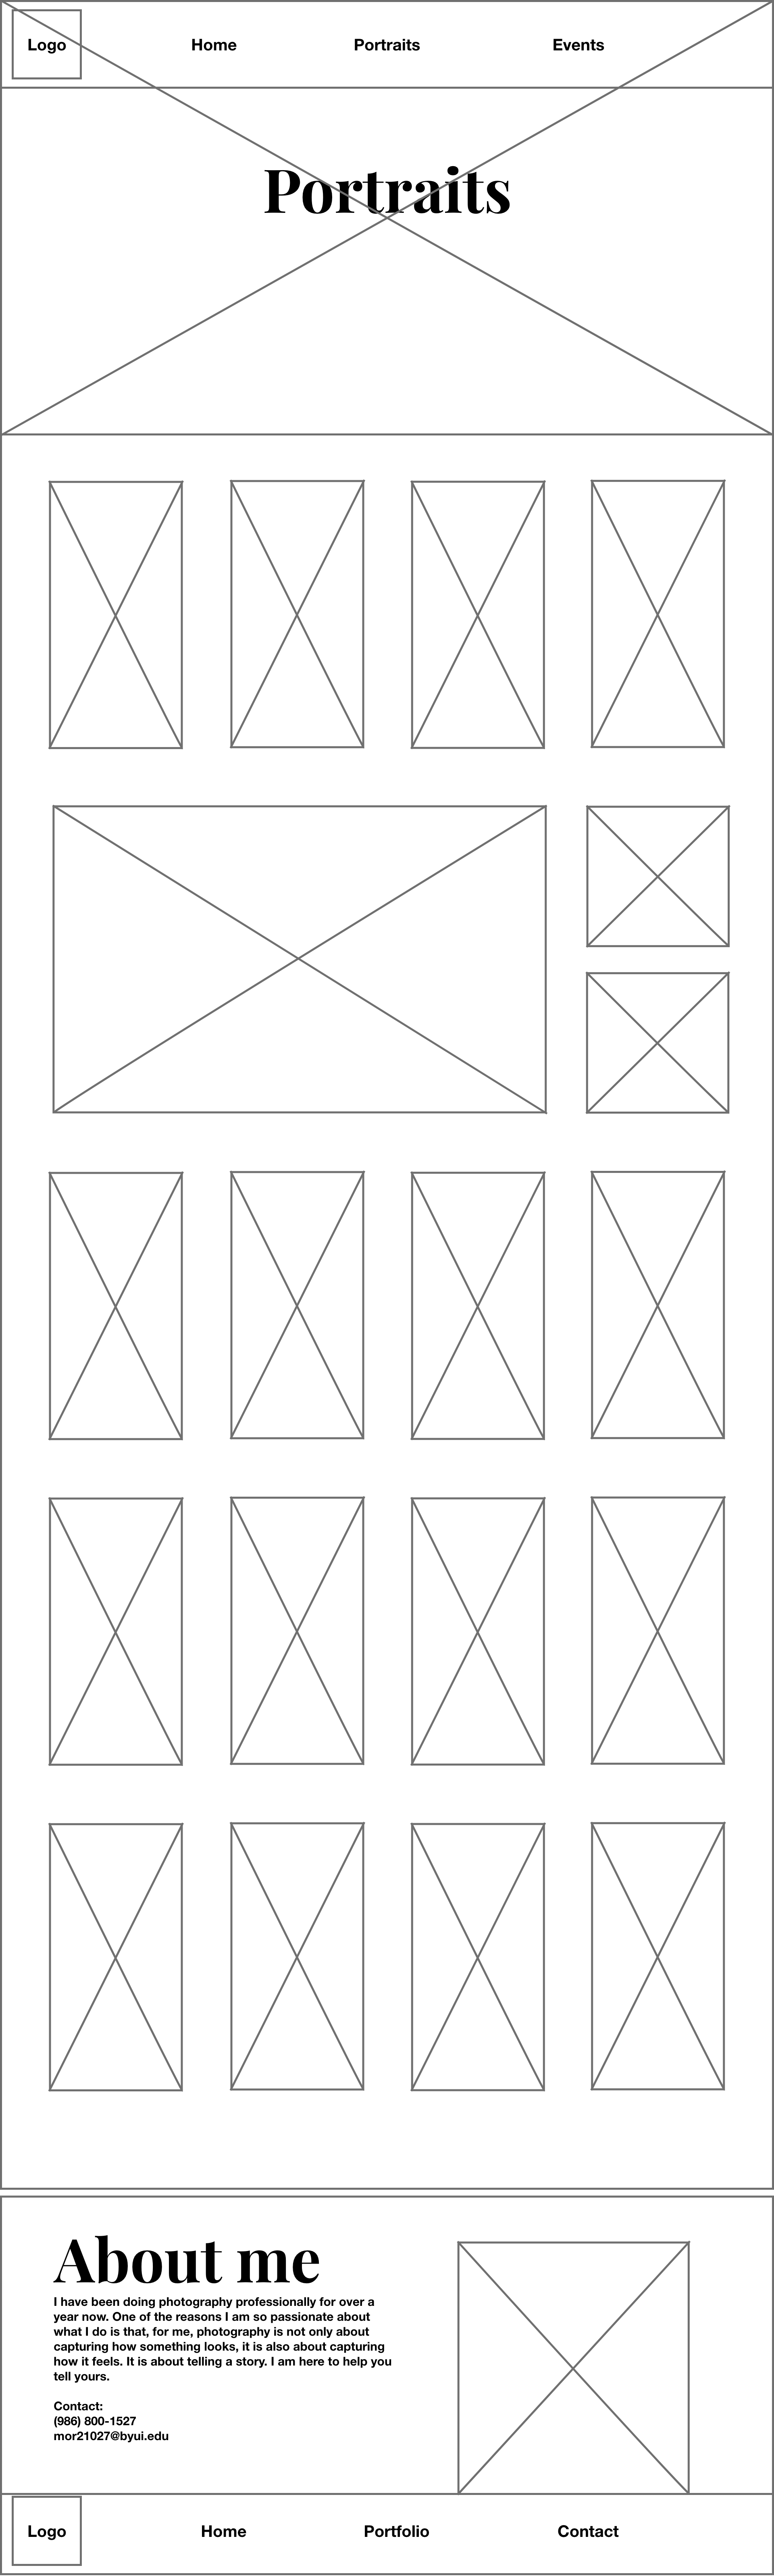 Logo Home Portraits Events
Portraits
About me
I have been doing photography professionally for over a
year now. One of the reasons I am so passionate about
what I do is that, for me, photography is not only about
capturing how something looks, it is also about capturing
how it feels. It is about telling a story. I am here to help you
tell yours.
Contact:
(986) 800-1527
mor21027@byui.edu
Logo Home Portfolio Contact